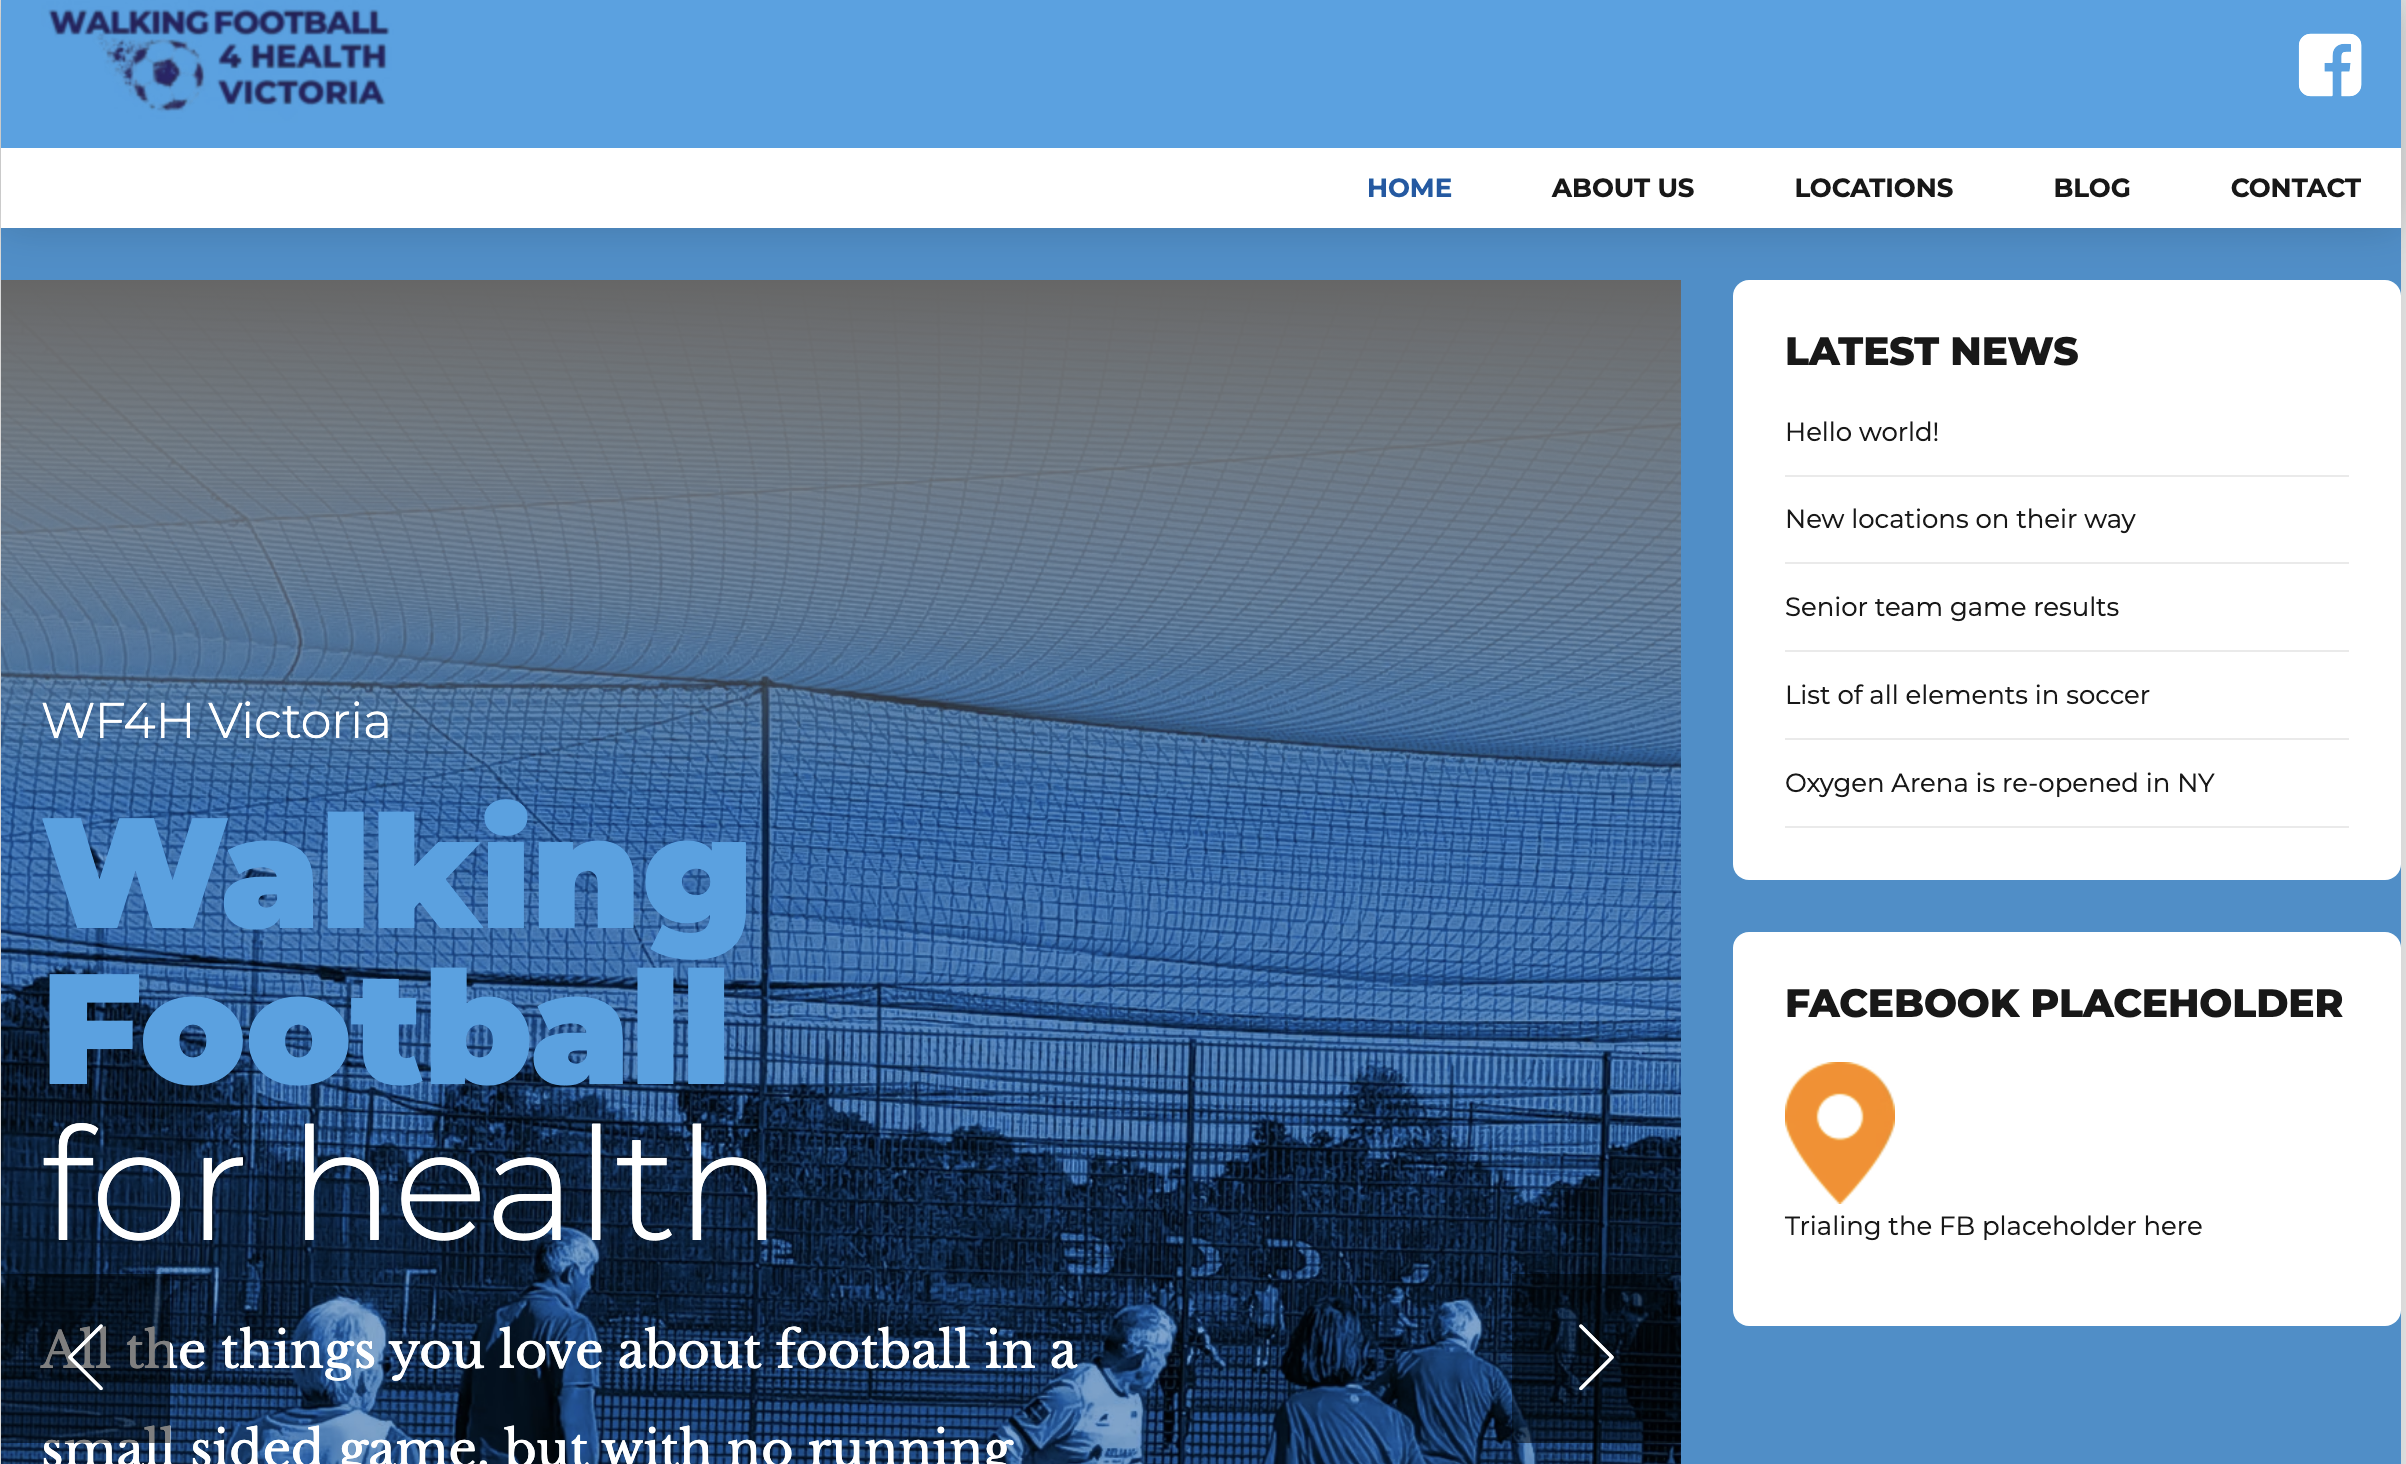 WALKING FOOTBALL
4 HEALTH
VICTORIA
HOME ABOUT US LOCATIONS BLOG CONTACT
WF4H Victoria
Walking
Football
for health
All the things you love about football in a
small sided game, but with no running
LATEST NEWS
Hello world!
New locations on their way
Senior team game results
List of all elements in soccer
Oxygen Arena is re-opened in NY
FACEBOOK PLACEHOLDER
Trialing the FB placeholder here